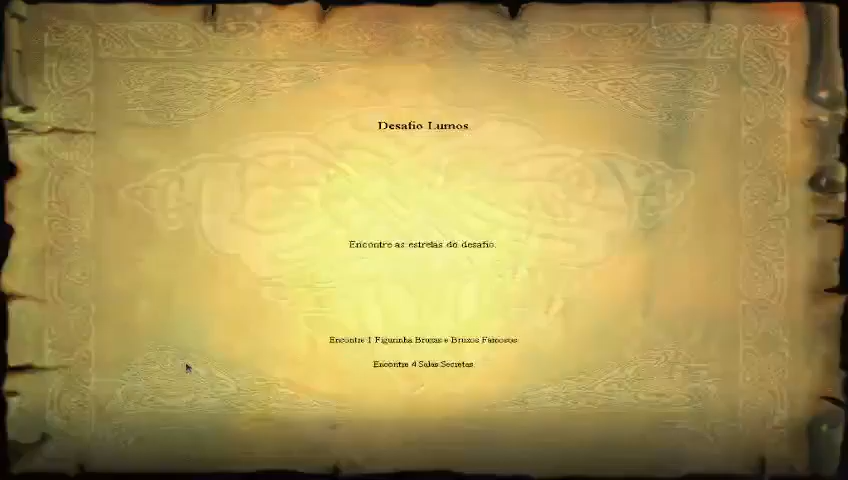 Desafio Lumos
Encontre as estrelas do desafio.
Encontre 1 Figurinha Bruxas e Bruxos Famosos
Encontre 4 Salas Secretas.